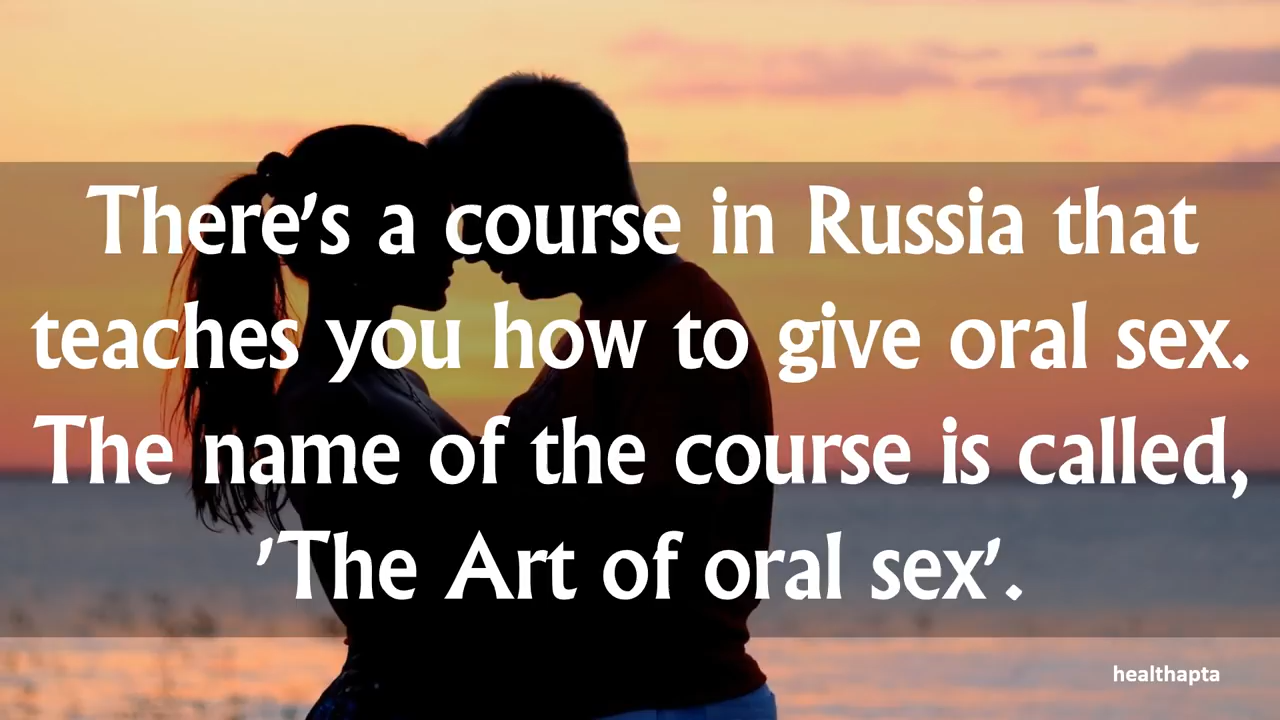 There's a course in Russia that
teaches you how to give oral sex.
The name of the course is called,
'The Art of oral sex'.
healthapta